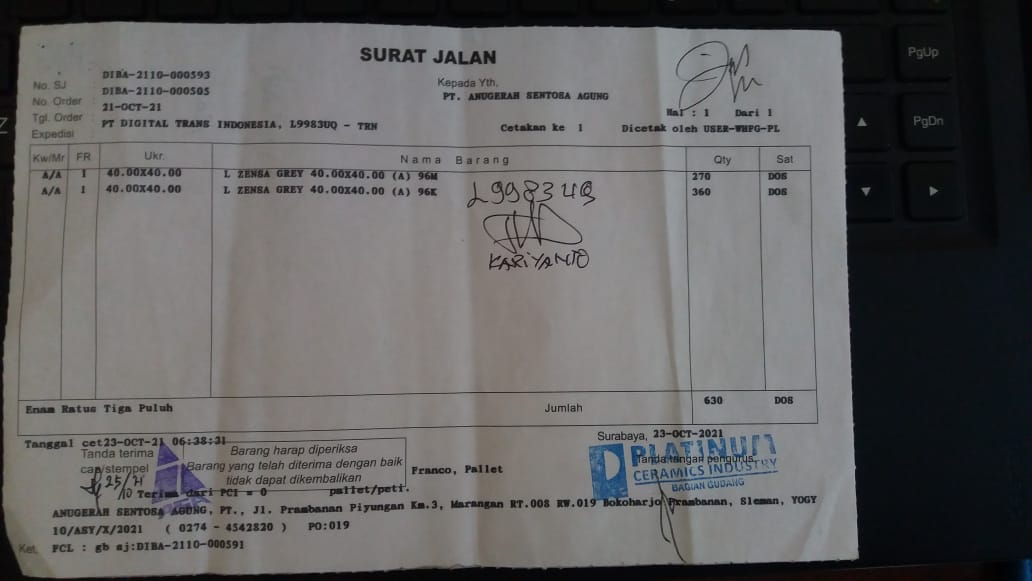 SURAT JALAN
No. SJ DIBA-2110-000593
No. Order DIBA-2110-000505
Tgl. Order 21-OCT-21
Expedisi PT DIGITAL TRANS INDONESIA, L9983UQ - TRN
Kepada Yth,
PT. ANUGERAH SENTOSA AGUNG
Hal : 1 Dari 1
Cetakan ke 1 Dicetak oleh USER-WHPG-PL
Kw/Mr FR Ukr. Nama Barang Qty Sat
A/A 1 40.00X40.00 L ZENSA GREY 40.00X40.00 (A) 96M 270 DOS
A/A 1 40.00X40.00 L ZENSA GREY 40.00X40.00 (A) 96K 360 DOS
L9983UQ
KARIYANTO
Enam Ratus Tiga Puluh Jumlah 630 DOS
Tanggal cet23-OCT-21 06:38:31
Surabaya, 23-OCT-2021
Tanda terima
cap/stempel
Barang harap diperiksa
Barang yang telah diterima dengan baik
tidak dapat dikembalikan
Franco, Pallet
Tanda tangan pengurus
PLATINUM
CERAMICS INDUSTRY
BAGIAN GUDANG
25/21
10
Terima dari PCI = 0 pallet/peti.
ANUGERAH SENTOSA AGUNG, PT., Jl. Prambanan Piyungan Km.3, Marangan RT.008 RW.019 Bokoharjo Prambanan, Sleman, YOGY
10/ASY/X/2021 ( 0274 - 4542820 ) PO:019
Ket. FCL : gb sj:DIBA-2110-000591
PgUp
PgDn
Z